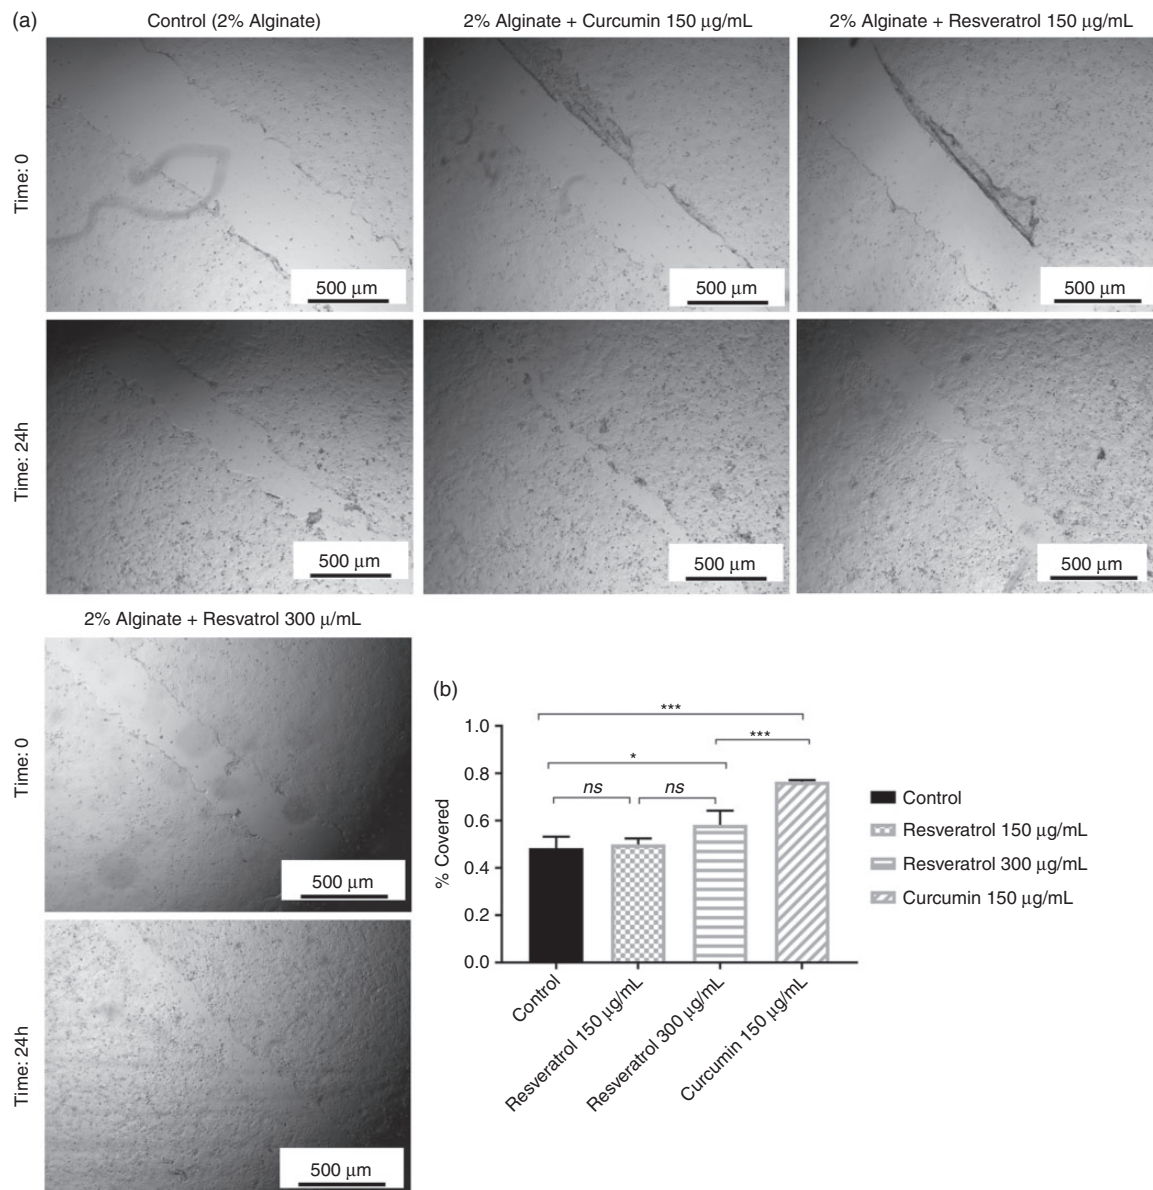 (a)
Control (2% Alginate)
2% Alginate + Curcumin 150 μg/mL
2% Alginate + Resveratrol 150 μg/mL
Time: 0
500 μm
500 μm
500 μm
Time: 24h
500 μm
500 μm
500 μm
2% Alginate + Resvatrol 300 μ/mL
Time: 0
500 μm
Time: 24h
500 μm
(b)
% Covered
1.0
0.8
0.6
0.4
0.2
0.0
***
***
*
ns
ns
Control
Resveratrol 150 μg/mL
Resveratrol 300 μg/mL
Curcumin 150 μg/mL
Control
Resveratrol 150 μg/mL
Resveratrol 300 μg/mL
Curcumin 150 μg/mL